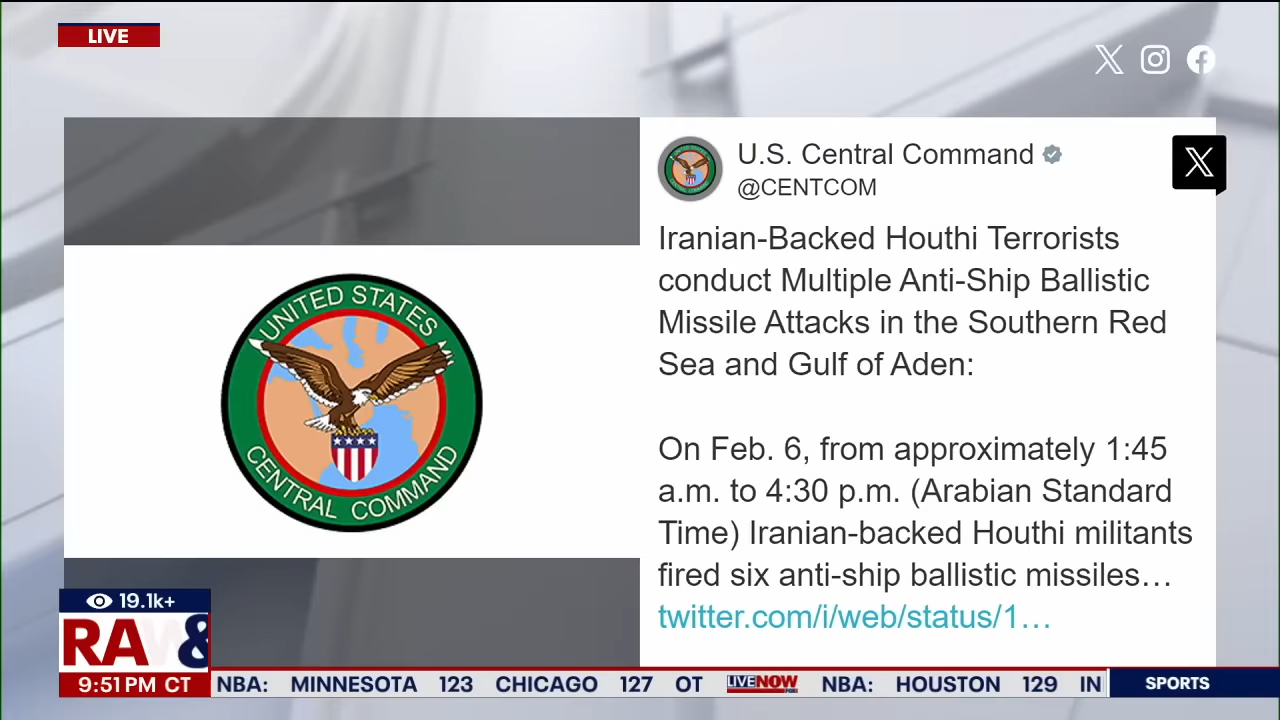 LIVE
U.S. Central Command
@CENTCOM
Iranian-Backed Houthi Terrorists
conduct Multiple Anti-Ship Ballistic
Missile Attacks in the Southern Red
Sea and Gulf of Aden:
On Feb. 6, from approximately 1:45
a.m. to 4:30 p.m. (Arabian Standard
Time) Iranian-backed Houthi militants
fired six anti-ship ballistic missiles…
twitter.com/i/web/status/1…
UNITED STATES
CENTRAL COMMAND
19.1k+
RAW&
9:51 PM CT
NBA: MINNESOTA 123 CHICAGO 127 OT LIVENOW FOX NBA: HOUSTON 129 IN
SPORTS